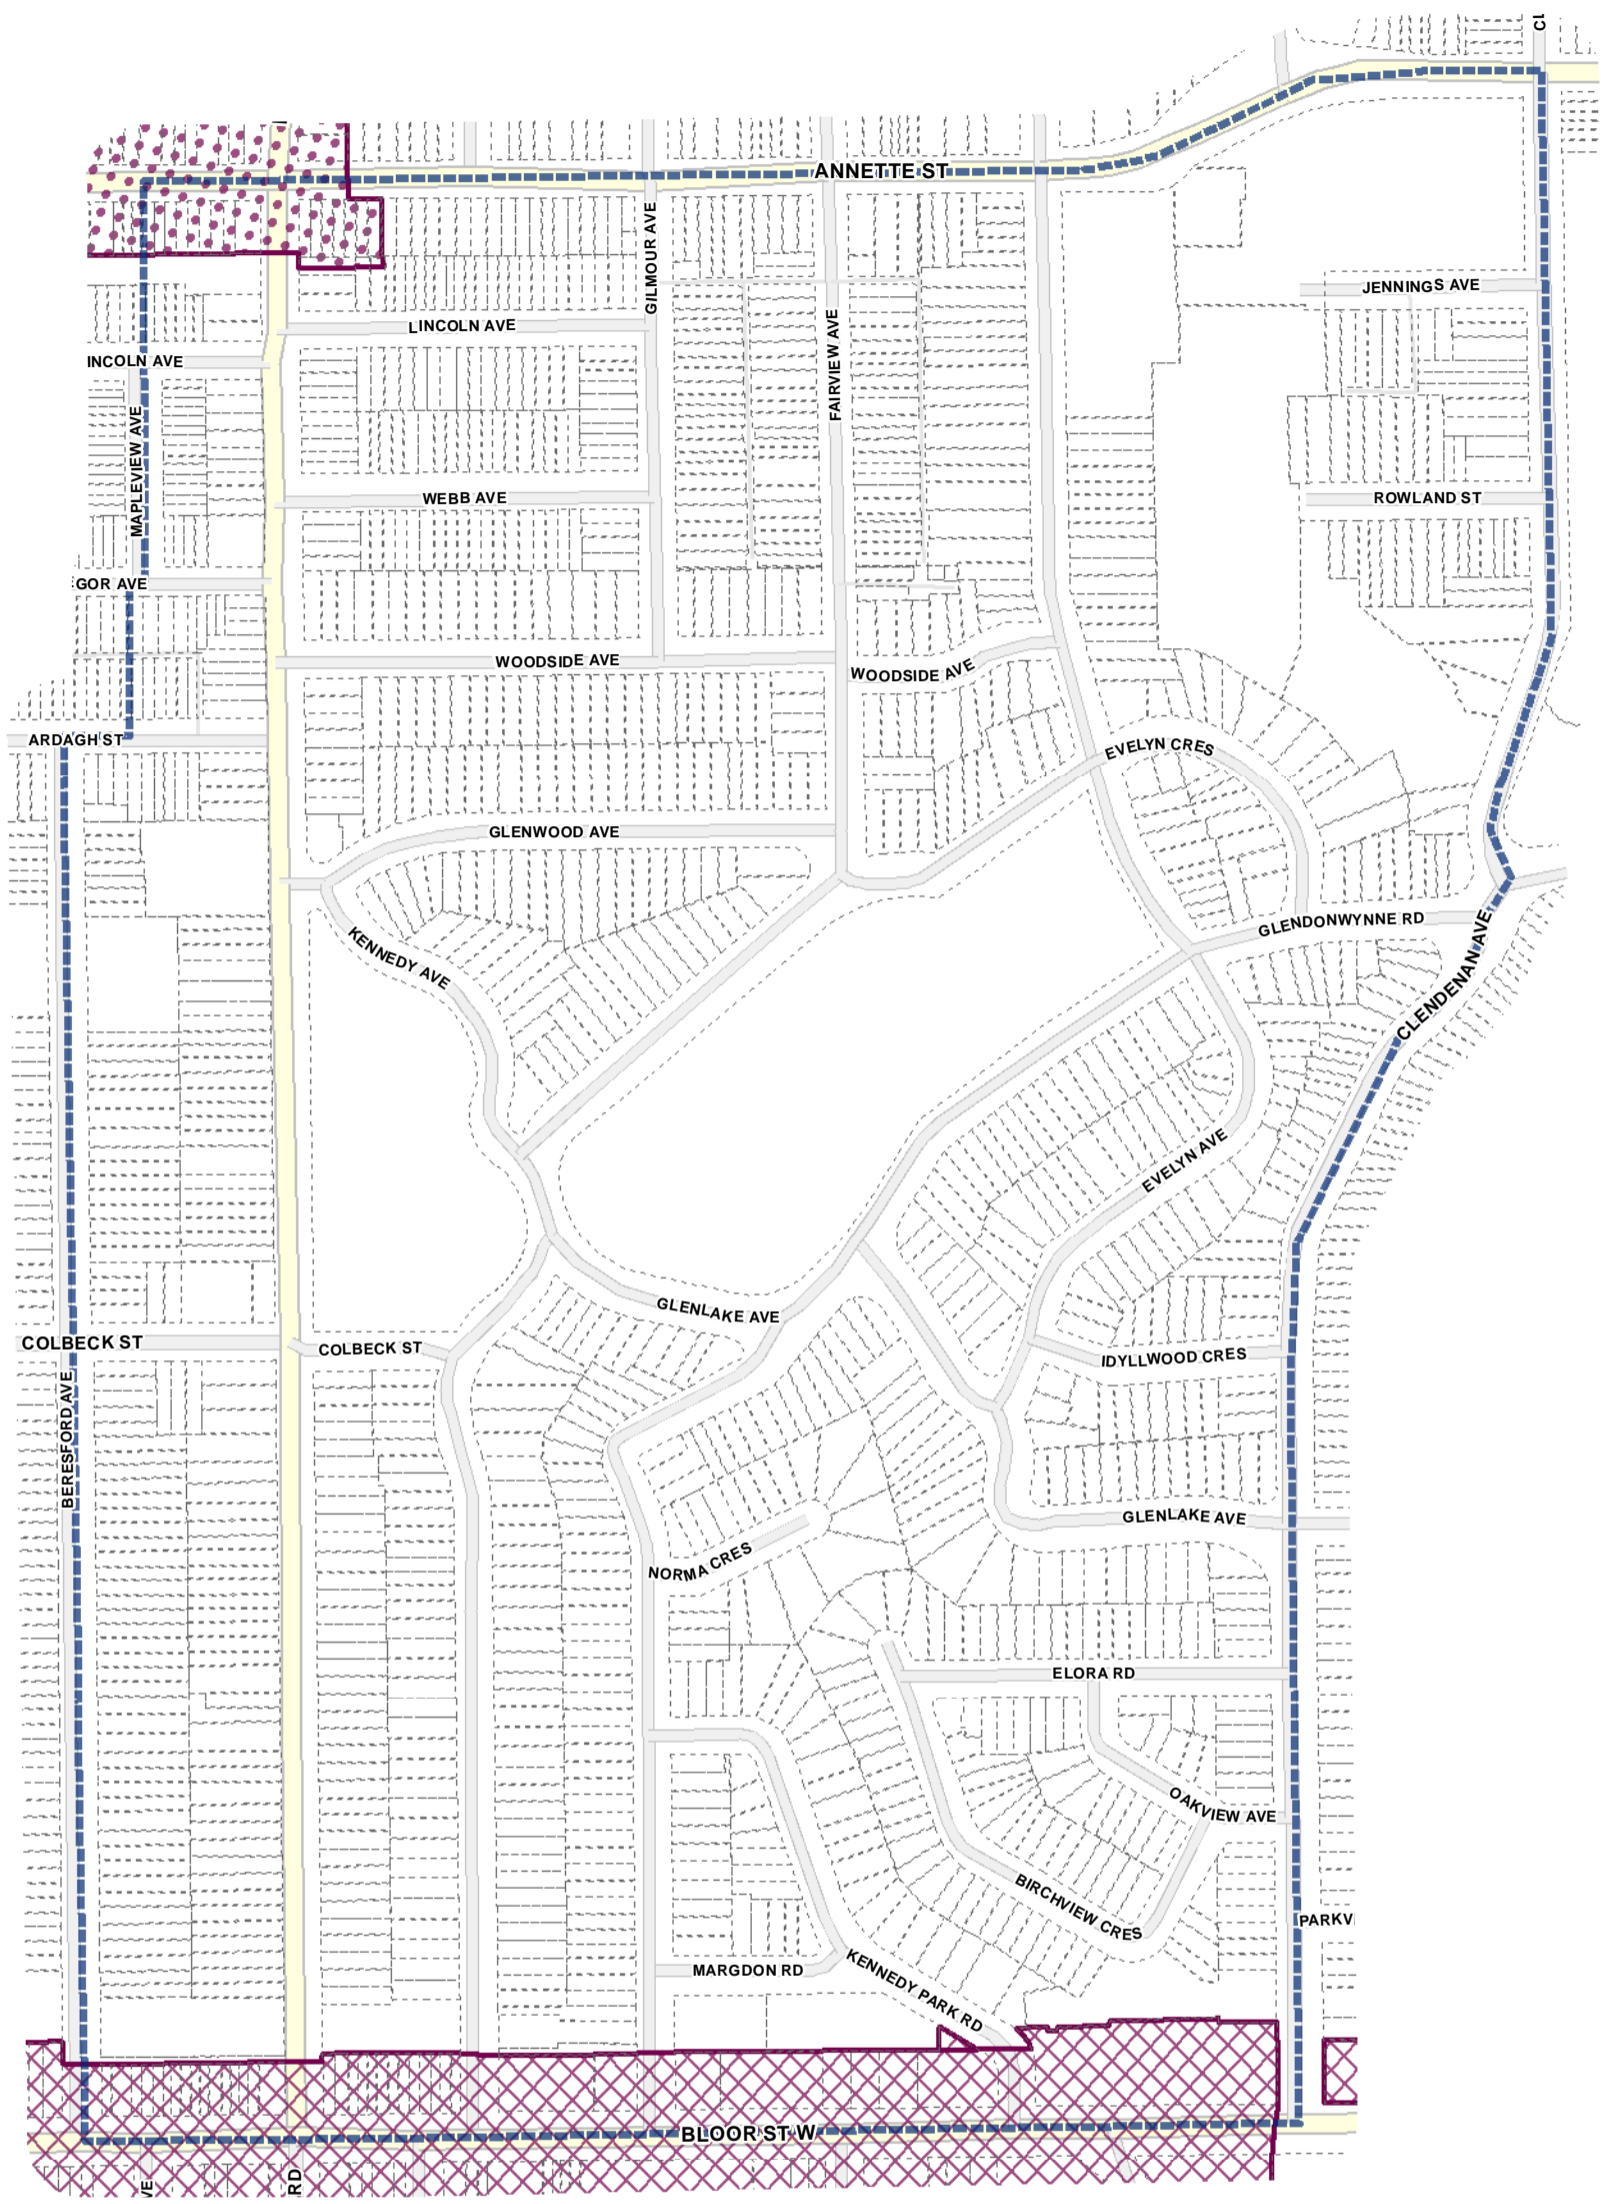 ANNETTE ST
GILMOUR AVE
JENNINGS AVE
LINCOLN AVE
FAIRVIEW AVE
INCOLN AVE
MAPLEVIEW AVE
WEBB AVE
ROWLAND ST
GOR AVE
WOODSIDE AVE
WOODSIDE AVE
ARDAGH ST
EVELYN CRES
GLENWOOD AVE
GLENDONWYNNE RD
KENNEDY AVE
CLENDENAN AVE
EVELYN AVE
GLENLAKE AVE
COLBECK ST
COLBECK ST
IDYLLWOOD CRES
BERESFORD AVE
GLENLAKE AVE
NORMA CRES
ELORA RD
OAKVIEW AVE
BIRCHVIEW CRES
PARKV
MARGDON RD
KENNEDY PARK RD
BLOOR ST W
VE
RD